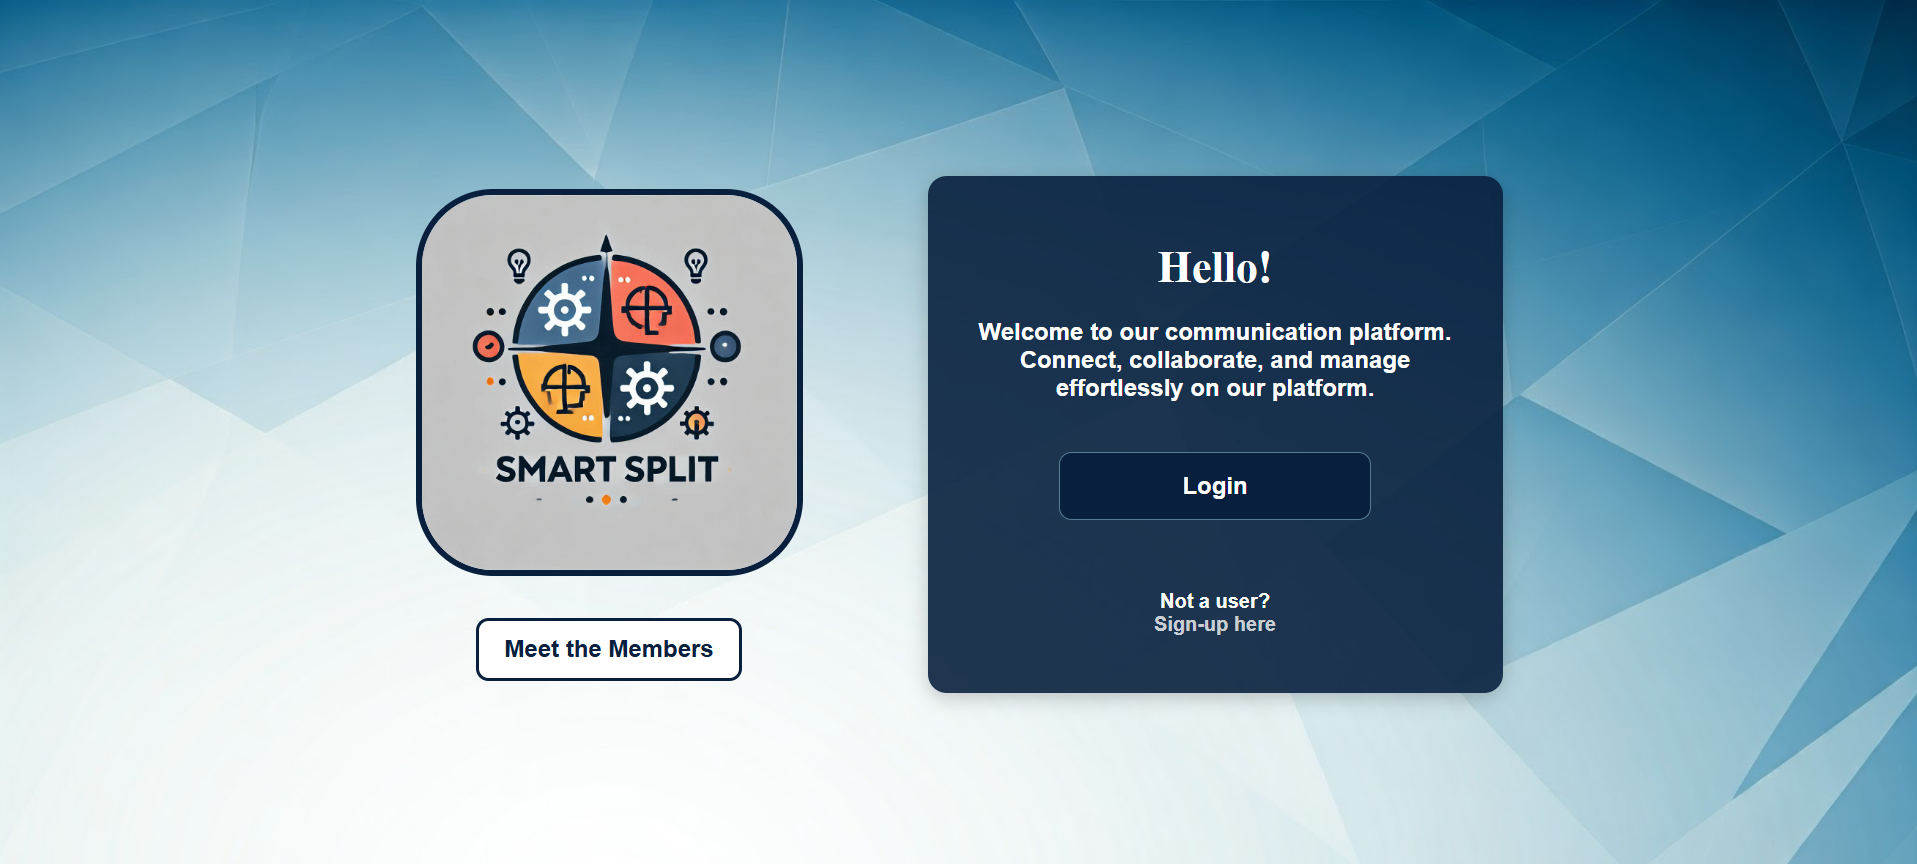 SMART SPLIT
Meet the Members
Hello!
Welcome to our communication platform.
Connect, collaborate, and manage
effortlessly on our platform.
Login
Not a user?
Sign-up here